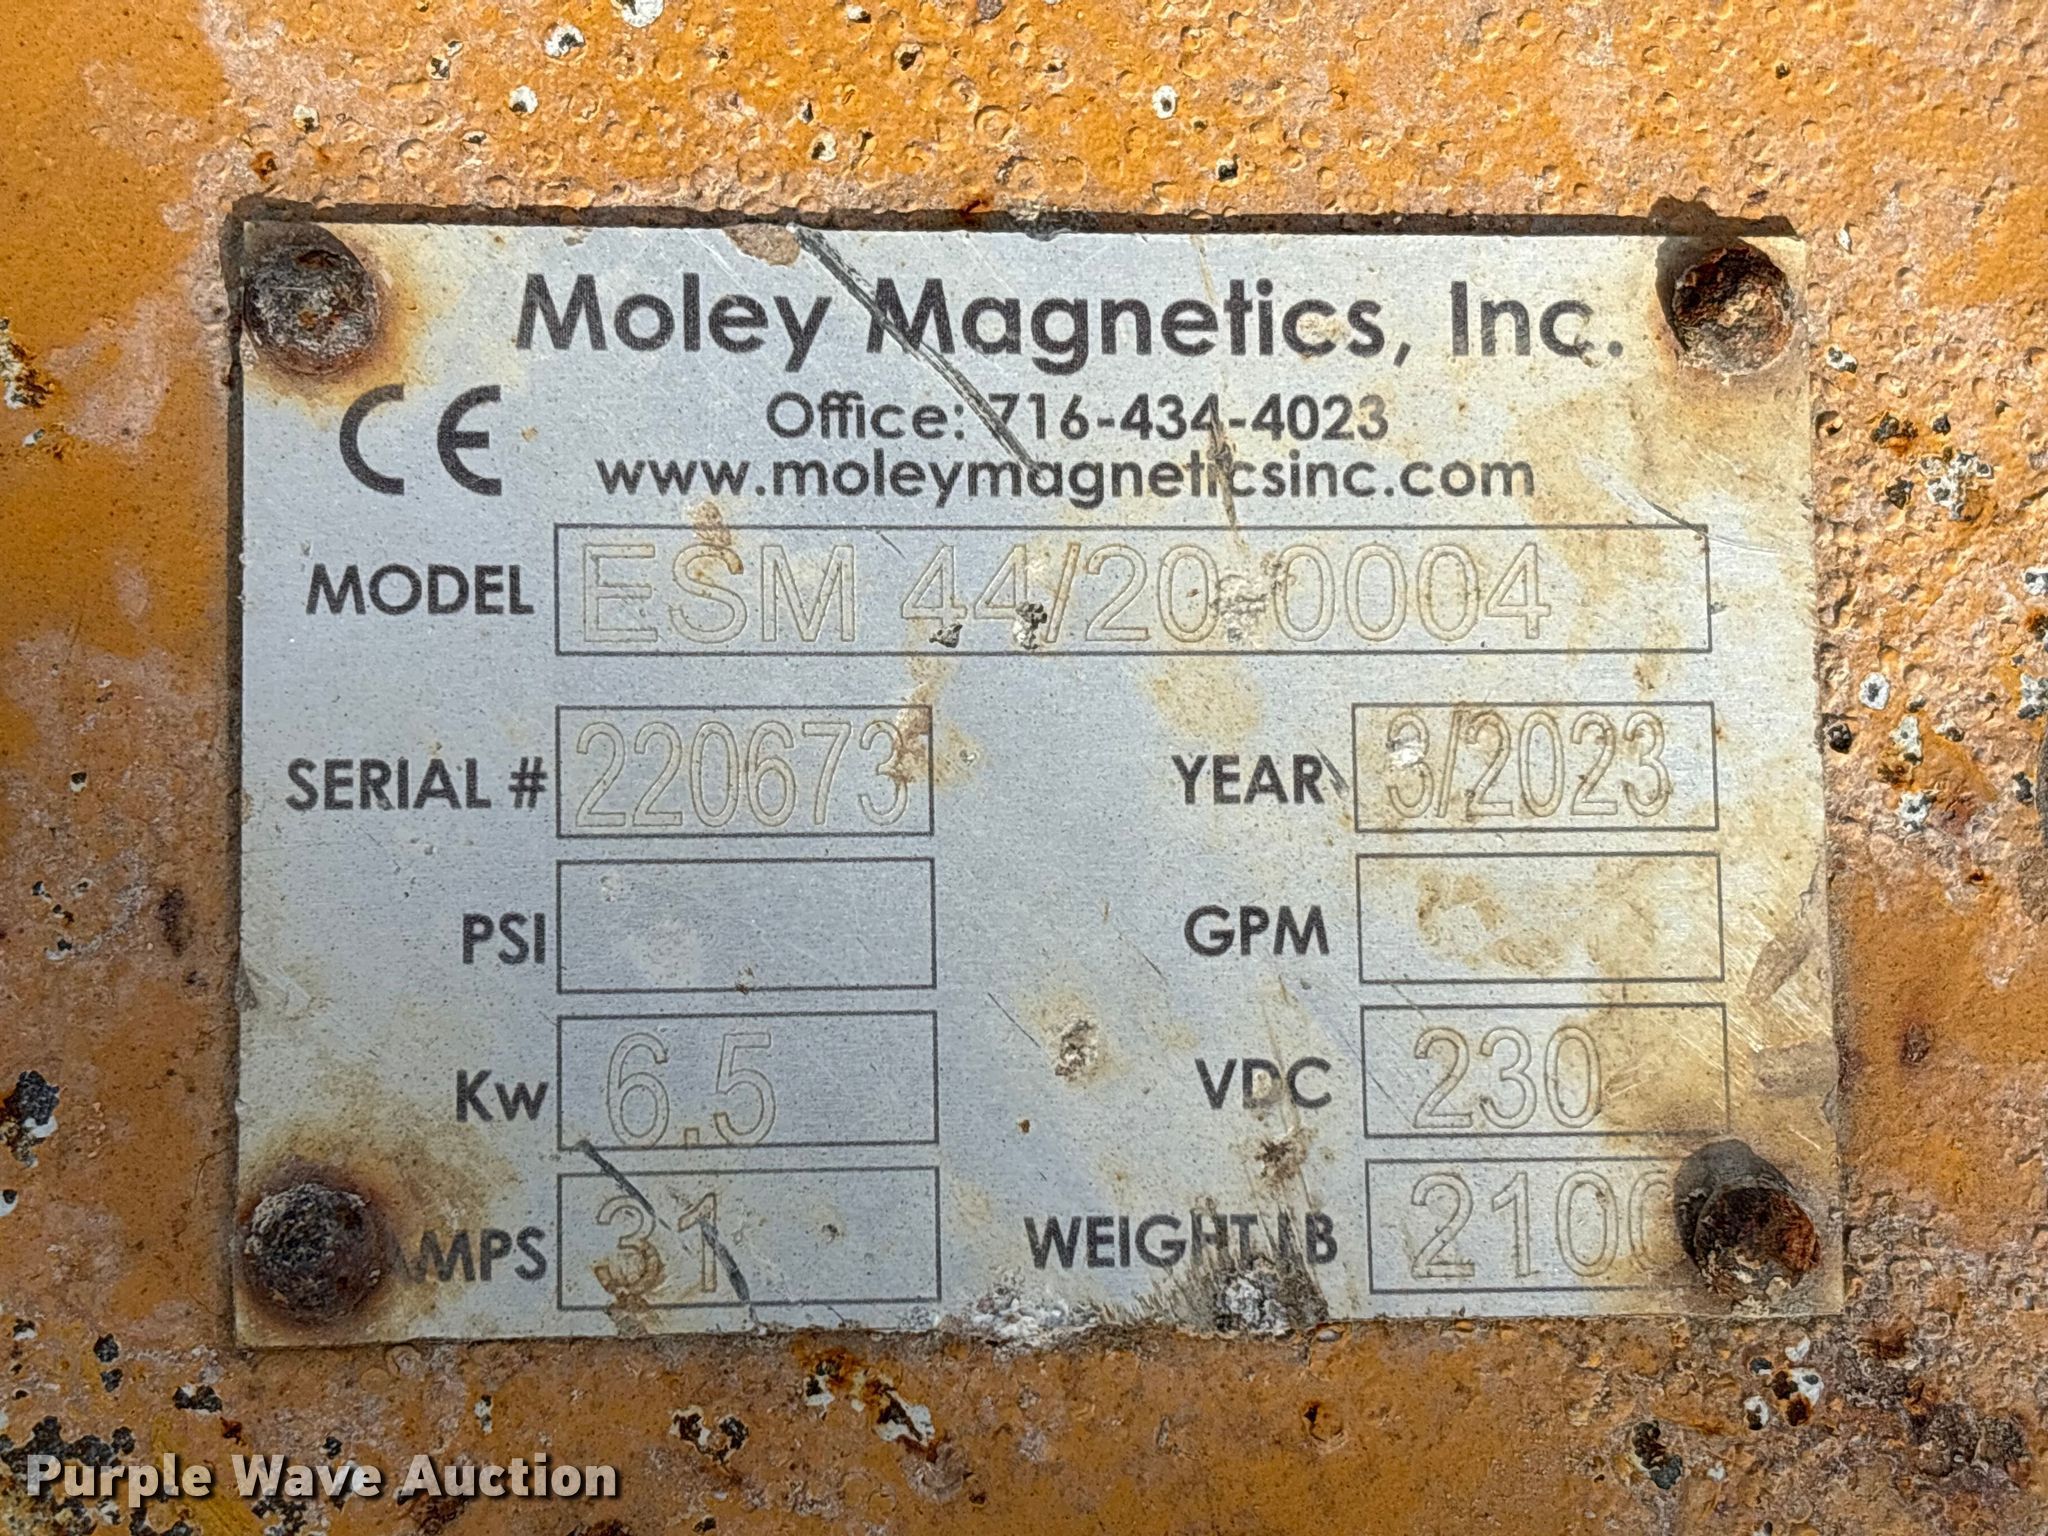 Moley Magnetics, Inc.
CE
Office: 716-434-4023
www.moleymagneticsinc.com
MODEL ESM 44/20 0004
SERIAL # 220673 YEAR 3/2023
PSI GPM
Kw 6.5 VDC 230
AMPS 31 WEIGHT LB 2100
Purple Wave Auction